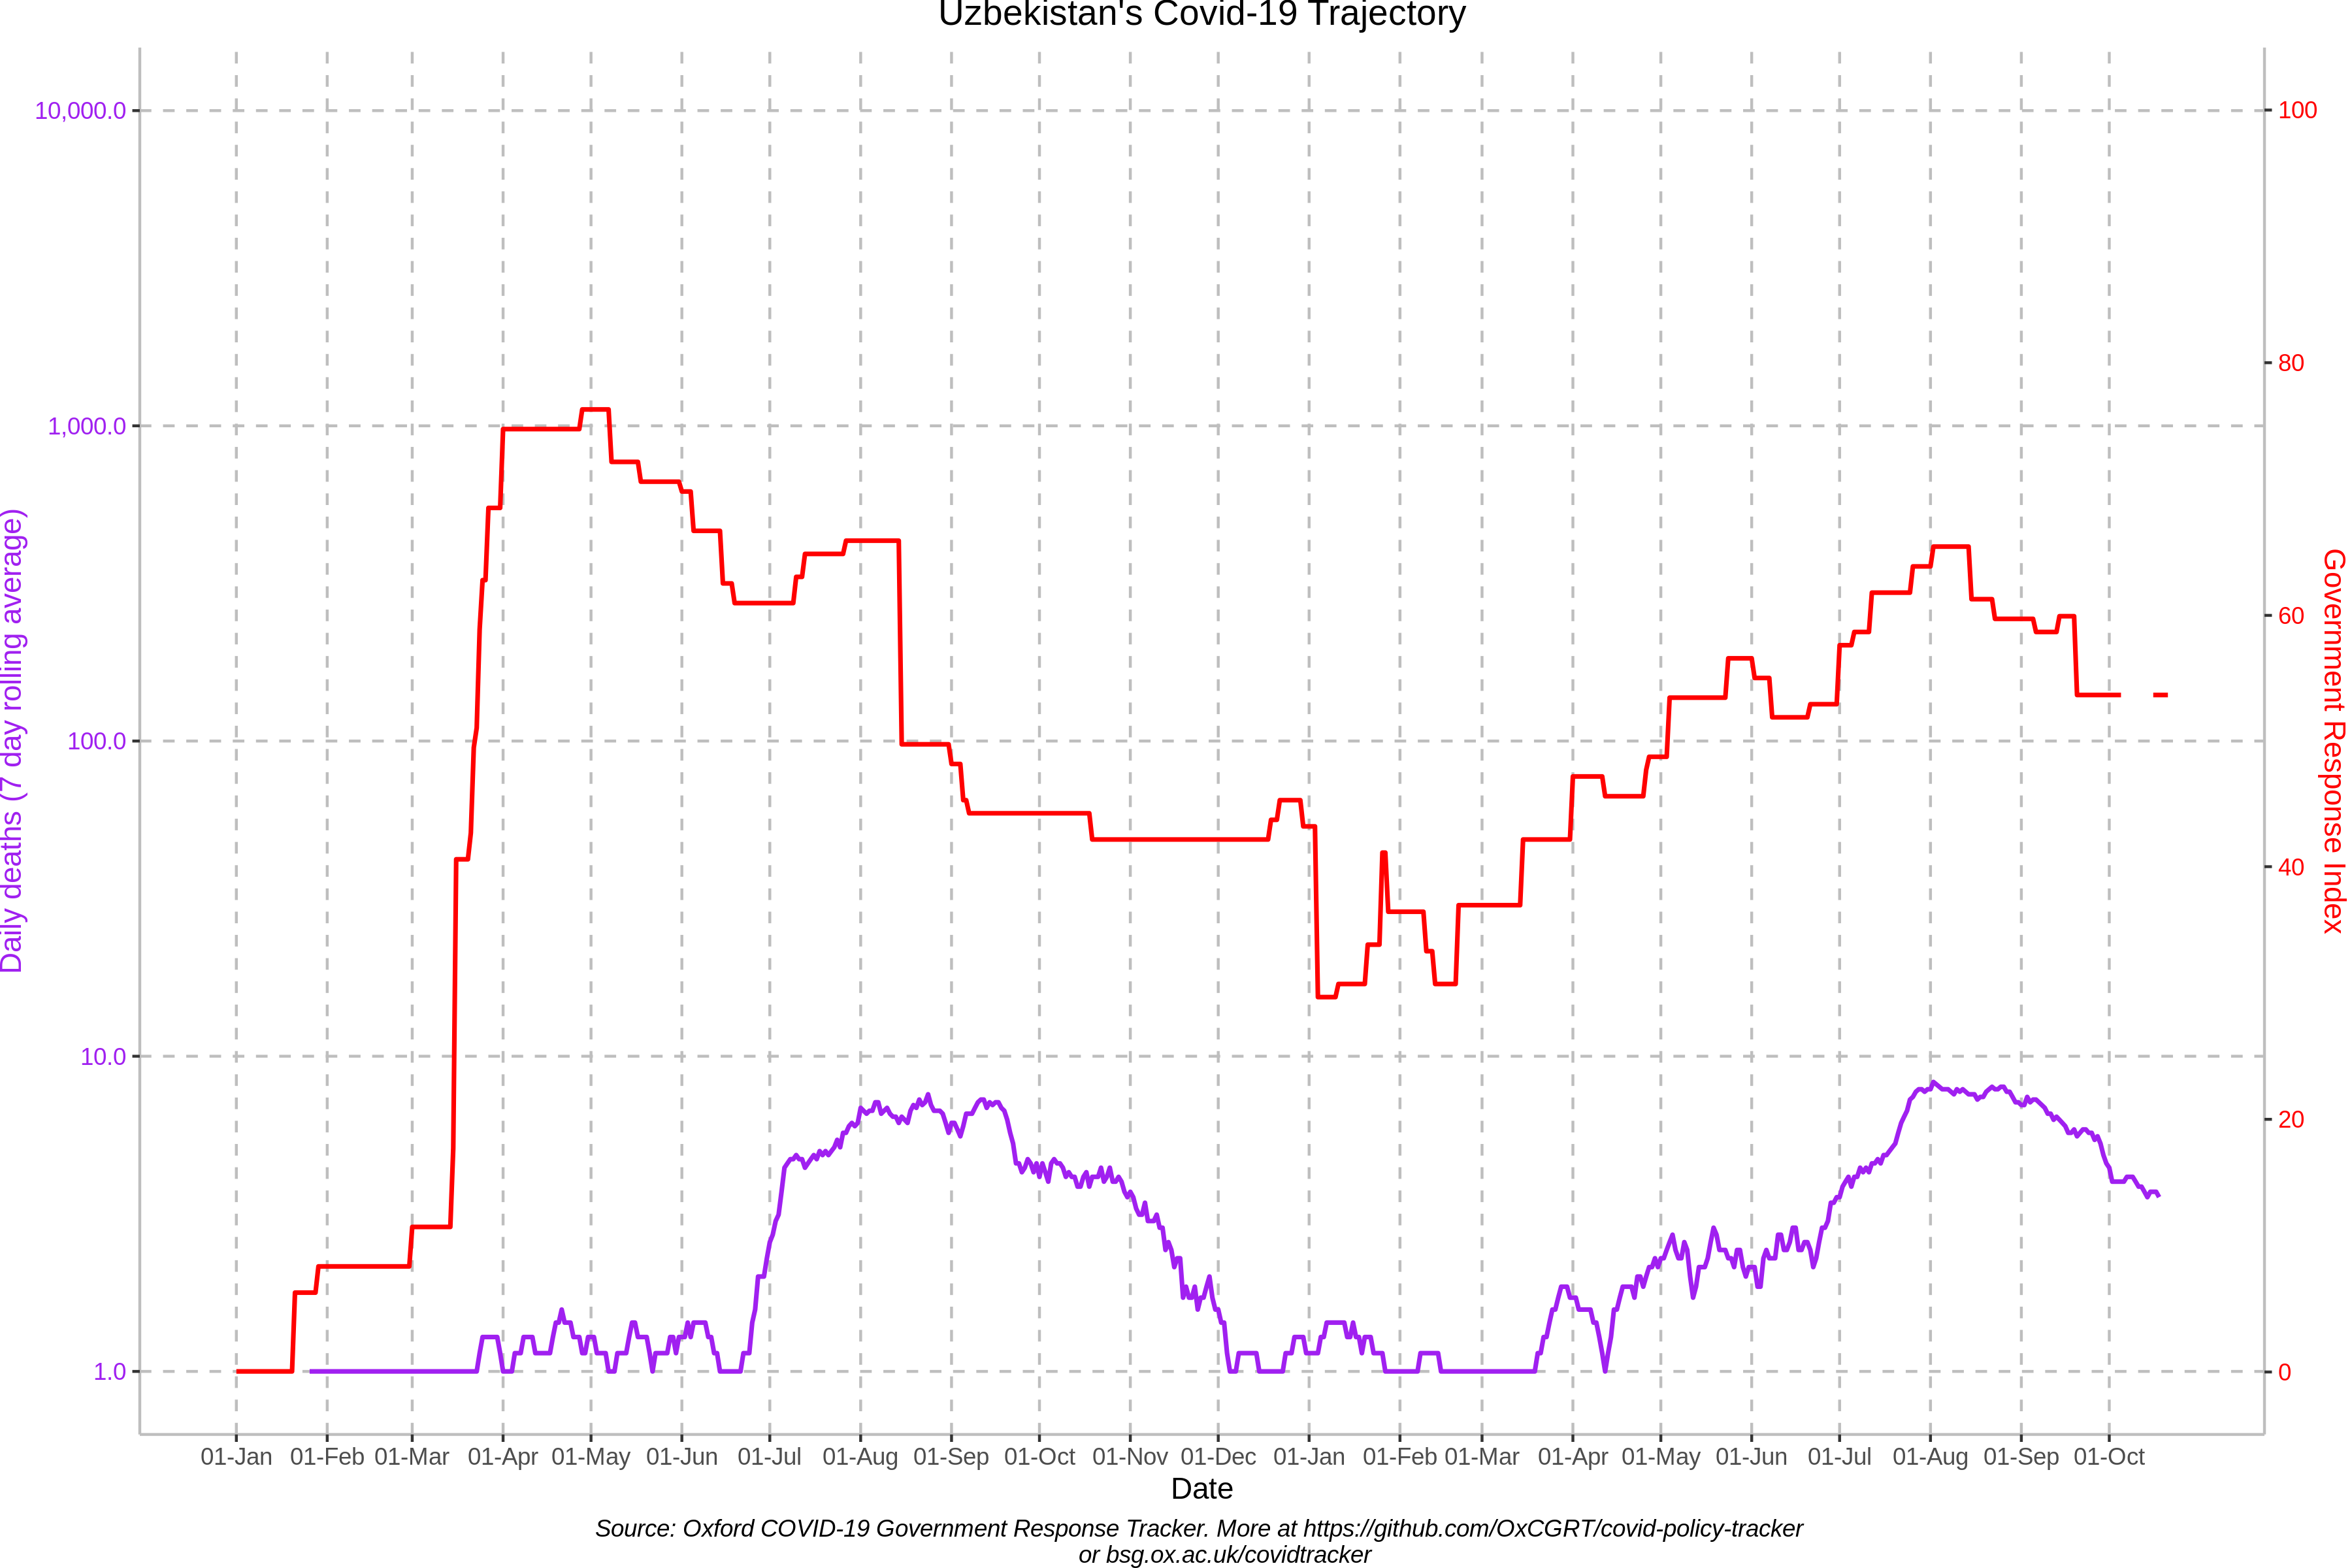 Uzbekistan's Covid-19 Trajectory
10,000.0
1,000.0
100.0
10.0
1.0
Daily deaths (7 day rolling average)
100
80
60
40
20
0
Government Response Index
01-Jan 01-Feb 01-Mar 01-Apr 01-May 01-Jun 01-Jul 01-Aug 01-Sep 01-Oct 01-Nov 01-Dec 01-Jan 01-Feb 01-Mar 01-Apr 01-May 01-Jun 01-Jul 01-Aug 01-Sep 01-Oct
Date
Source: Oxford COVID-19 Government Response Tracker. More at https://github.com/OxCGRT/covid-policy-tracker
or bsg.ox.ac.uk/covidtracker